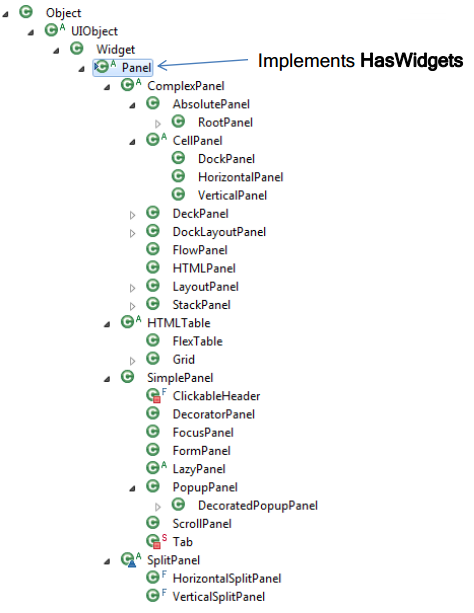 Object
UIObject
Widget
Panel
Implements HasWidgets
ComplexPanel
AbsolutePanel
RootPanel
CellPanel
DockPanel
HorizontalPanel
VerticalPanel
DeckPanel
DockLayoutPanel
FlowPanel
HTMLPanel
LayoutPanel
StackPanel
HTMLTable
FlexTable
Grid
SimplePanel
ClickableHeader
DecoratorPanel
FocusPanel
FormPanel
LazyPanel
PopupPanel
DecoratedPopupPanel
ScrollPanel
Tab
SplitPanel
HorizontalSplitPanel
VerticalSplitPanel